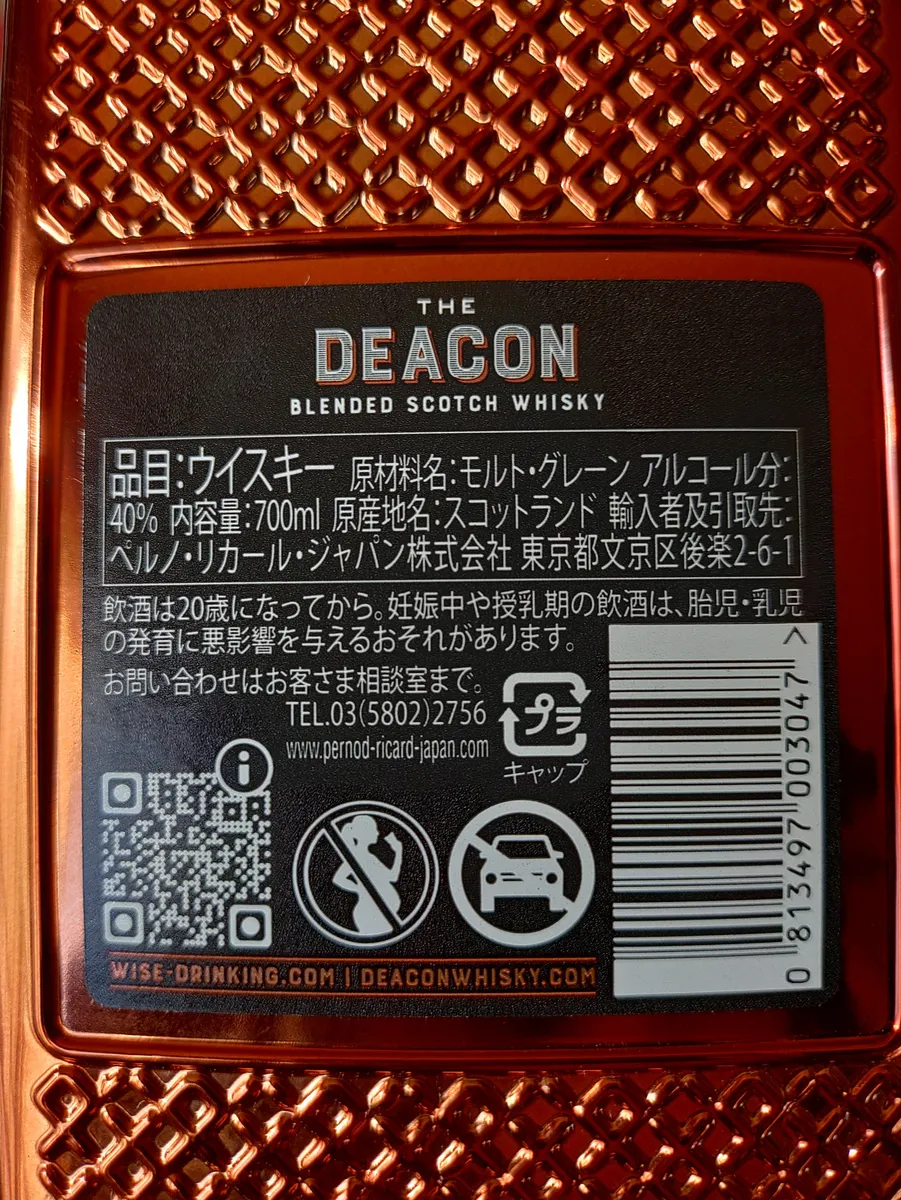 THE
DEACON
BLENDED SCOTCH WHISKY
品目:ウイスキー 原材料名:モルト・グレーン アルコール分:
40% 内容量:700ml 原産地名:スコットランド 輸入者及引取先:
ペルノ・リカール・ジャパン株式会社 東京都文京区後楽2-6-1
飲酒は20歳になってから。妊娠中や授乳期の飲酒は、胎児・乳児
の発育に悪影響を与えるおそれがあります。
お問い合わせはお客さま相談室まで。
TEL.03(5802)2756
www.pernod-ricard-japan.com
プラ
キャップ
i
0 813497 003047 >
WISE-DRINKING.COM | DEACONWHISKY.COM